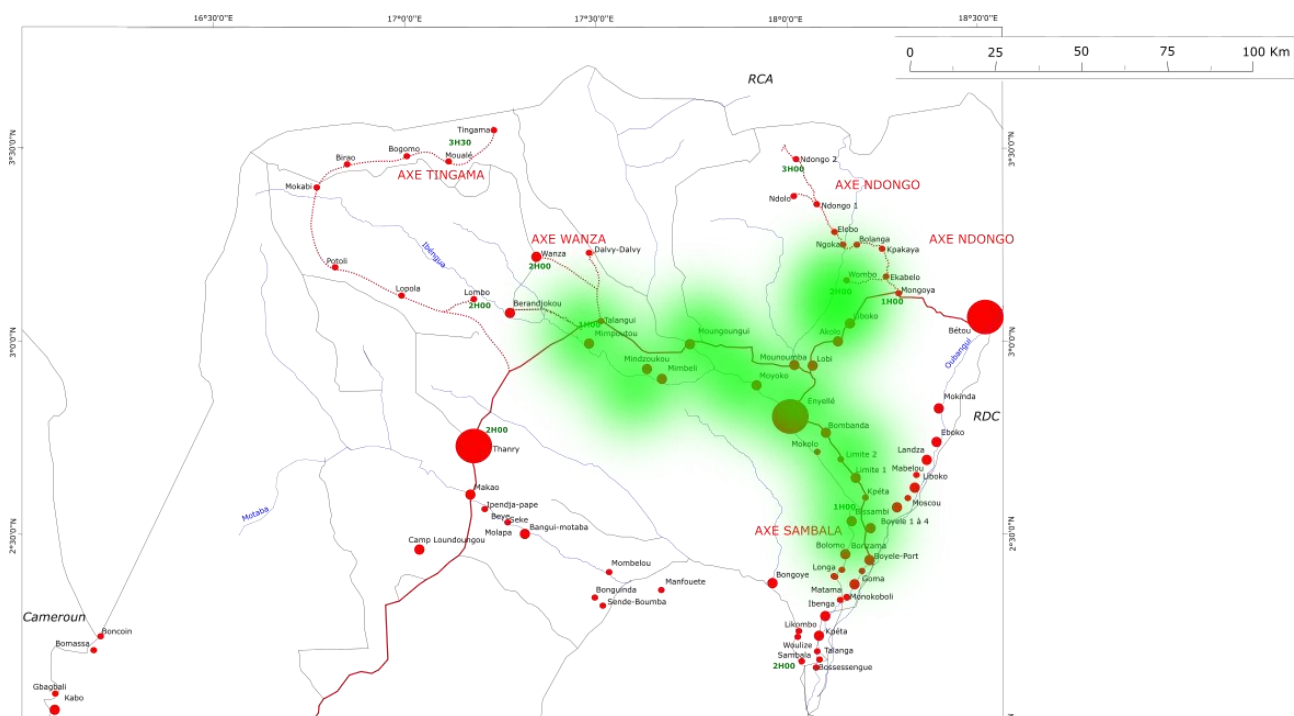 16°30'0"E
17°0'0"E
17°30'0"E
18°0'0"E
18°30'0"E
0
25
50
75
100 Km
RCA
3°30'0"N
3°30'0"N
Tingama
3H30
Bogomo
Mouale
Birao
AXE TINGAMA
Mokabi
Ndongo 2
3H00
AXE NDONGO
Ndolo
Ndongo 1
Elobo
Bolanga
AXE NDONGO
Ngoka
Kpakaya
Ibéngua
AXE WANZA
Dalvy-Dalvy
Wanza
2H00
Potoli
Wombo
Ekabelo
2H00
Mongoya
1H00
Lopola
Lombo
2H00
Berandjokou
Talangui
1H00
Liboko
Bétou
3°0'0"N
3°0'0"N
Mimpoutou
Moungoungui
Akolo
Oubangui
Mindzoukou
Mounoumba
Lobi
Mimbeli
Moyoko
Enyellé
Mokinda
RDC
2H00
Bombanda
Eboko
Thanry
Mokolo
Limite 2
Landza
Limite 1
Mabelou
Liboko
Makao
Kpéta
Moscou
Ipendja-pape
1H00
Motaba
Beye
Geke
Bissambi
Molapa
Bangui-motaba
AXE SAMBALA
Boyele 1 à 4
2°30'0"N
2°30'0"N
Camp Loundoungou
Bolomo
Bonzama
Boyele-Port
Mombelou
Longa
Bongoye
Goma
Manfouete
Matama
Bonguinda
Monokoboli
Sende-Boumba
Ibenga
Cameroun
Boncoin
Likombo
Kpéta
Bomassa
Woulize
Talanga
Sambala
2H00
Bossessengue
Gbagbali
Kabo